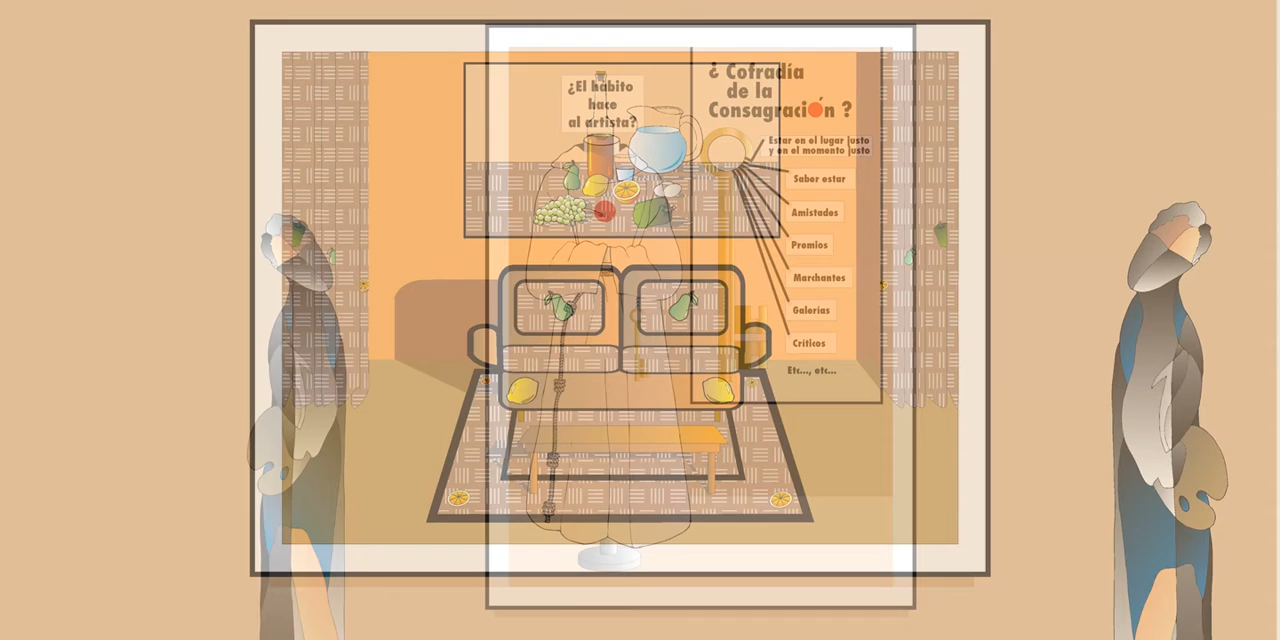 ¿El hábito
hace
al artista?
¿ Cofradía
de la
Consagración ?
Estar en el lugar justo
y en el momento justo
Saber estar
Amistades
Premios
Marchantes
Galerías
Críticos
Etc..., etc...